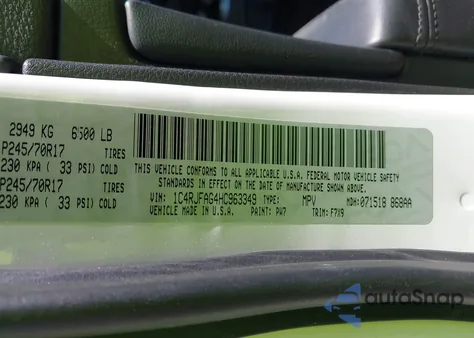 2949 KG 6500 LB
P245/70R17 TIRES
230 KPA ( 33 PSI) COLD
P245/70R17 TIRES
230 KPA ( 33 PSI) COLD
THIS VEHICLE CONFORMS TO ALL APPLICABLE U.S.A. FEDERAL MOTOR VEHICLE SAFETY
STANDARDS IN EFFECT ON THE DATE OF MANUFACTURE SHOWN ABOVE.
VIN: 1C4RJFAG4HC963349 TYPE: MPV MDH: 071518 868AA
VEHICLE MADE IN U.S.A. PAINT: PW7 TRIM: F7X9
autoSnap